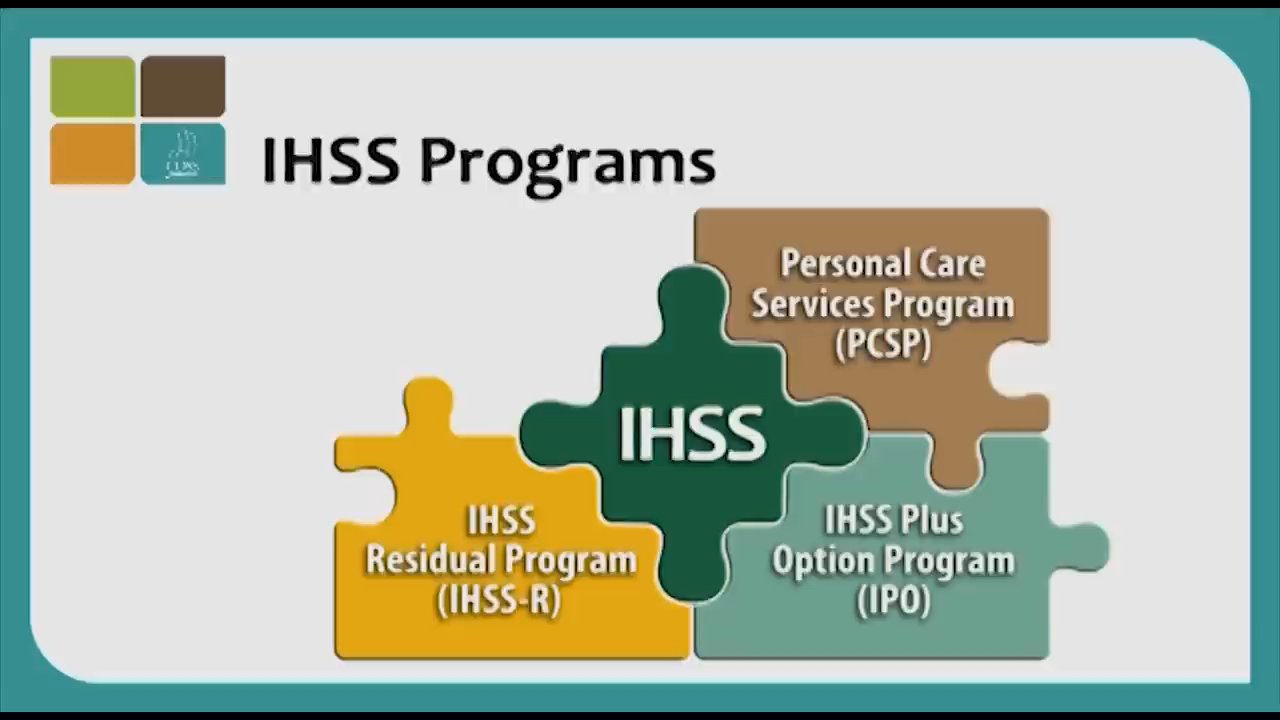 IHSS Programs
Personal Care
Services Program
(PCSP)
IHSS
IHSS
Residual Program
(IHSS-R)
IHSS Plus
Option Program
(IPO)